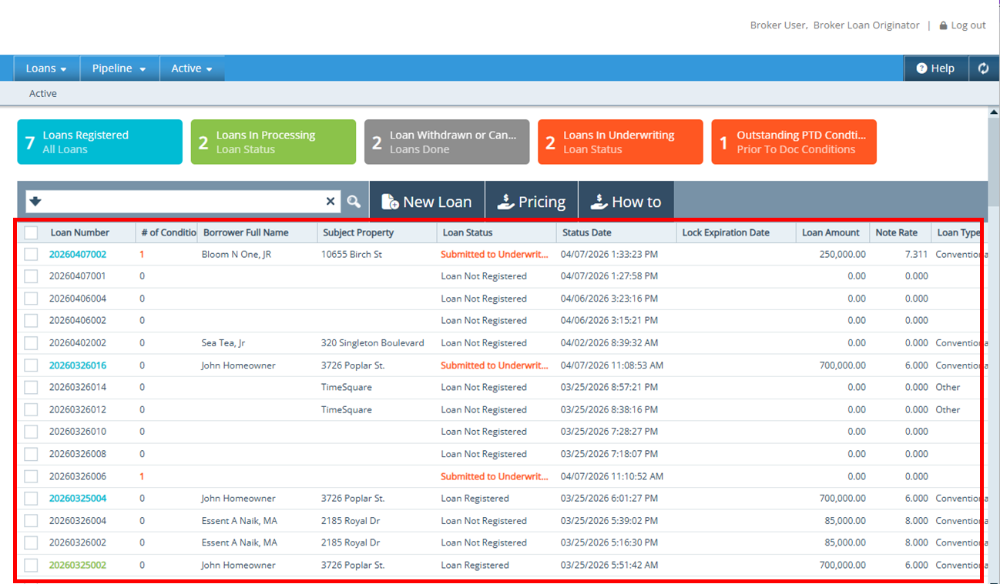 Broker User, Broker Loan Originator | Log out
Loans Pipeline Active Help
Active
7 Loans Registered All Loans
2 Loans In Processing Loan Status
2 Loan Withdrawn or Can... Loans Done
2 Loans In Underwriting Loan Status
1 Outstanding PTD Condti... Prior To Doc Conditions
New Loan Pricing How to
Loan Number # of Conditio Borrower Full Name Subject Property Loan Status Status Date Lock Expiration Date Loan Amount Note Rate Loan Type
20260407002 1 Bloom N One, JR 10655 Birch St Submitted to Underwrit... 04/07/2026 1:33:23 PM 250,000.00 7.311 Conventiona
20260407001 0 Loan Not Registered 04/07/2026 1:27:58 PM 0.00 0.000
20260406004 0 Loan Not Registered 04/06/2026 3:23:16 PM 0.00 0.000
20260406002 0 Loan Not Registered 04/06/2026 3:15:21 PM 0.00 0.000
20260402002 0 Sea Tea, Jr 320 Singleton Boulevard Loan Not Registered 04/02/2026 8:39:32 AM 0.00 0.000 Conventiona
20260326016 0 John Homeowner 3726 Poplar St. Submitted to Underwrit... 04/07/2026 11:08:53 AM 700,000.00 6.000 Conventiona
20260326014 0 TimeSquare Loan Not Registered 03/25/2026 8:57:21 PM 0.00 0.000 Other
20260326012 0 TimeSquare Loan Not Registered 03/25/2026 8:38:16 PM 0.00 0.000 Other
20260326010 0 Loan Not Registered 03/25/2026 7:28:27 PM 0.00 0.000
20260326008 0 Loan Not Registered 03/25/2026 7:18:07 PM 0.00 0.000
20260326006 1 Submitted to Underwrit... 04/07/2026 11:10:52 AM 0.00 0.000
20260325004 0 John Homeowner 3726 Poplar St. Loan Registered 03/25/2026 6:01:27 PM 700,000.00 6.000 Conventiona
20260326004 0 Essent A Naik, MA 2185 Royal Dr Loan Not Registered 03/25/2026 5:39:02 PM 85,000.00 8.000 Conventiona
20260326002 0 Essent A Naik, MA 2185 Royal Dr Loan Not Registered 03/25/2026 5:16:30 PM 85,000.00 8.000 Conventiona
20260325002 0 John Homeowner 3726 Poplar St. Loan Registered 03/25/2026 5:51:42 AM 700,000.00 6.000 Conventiona